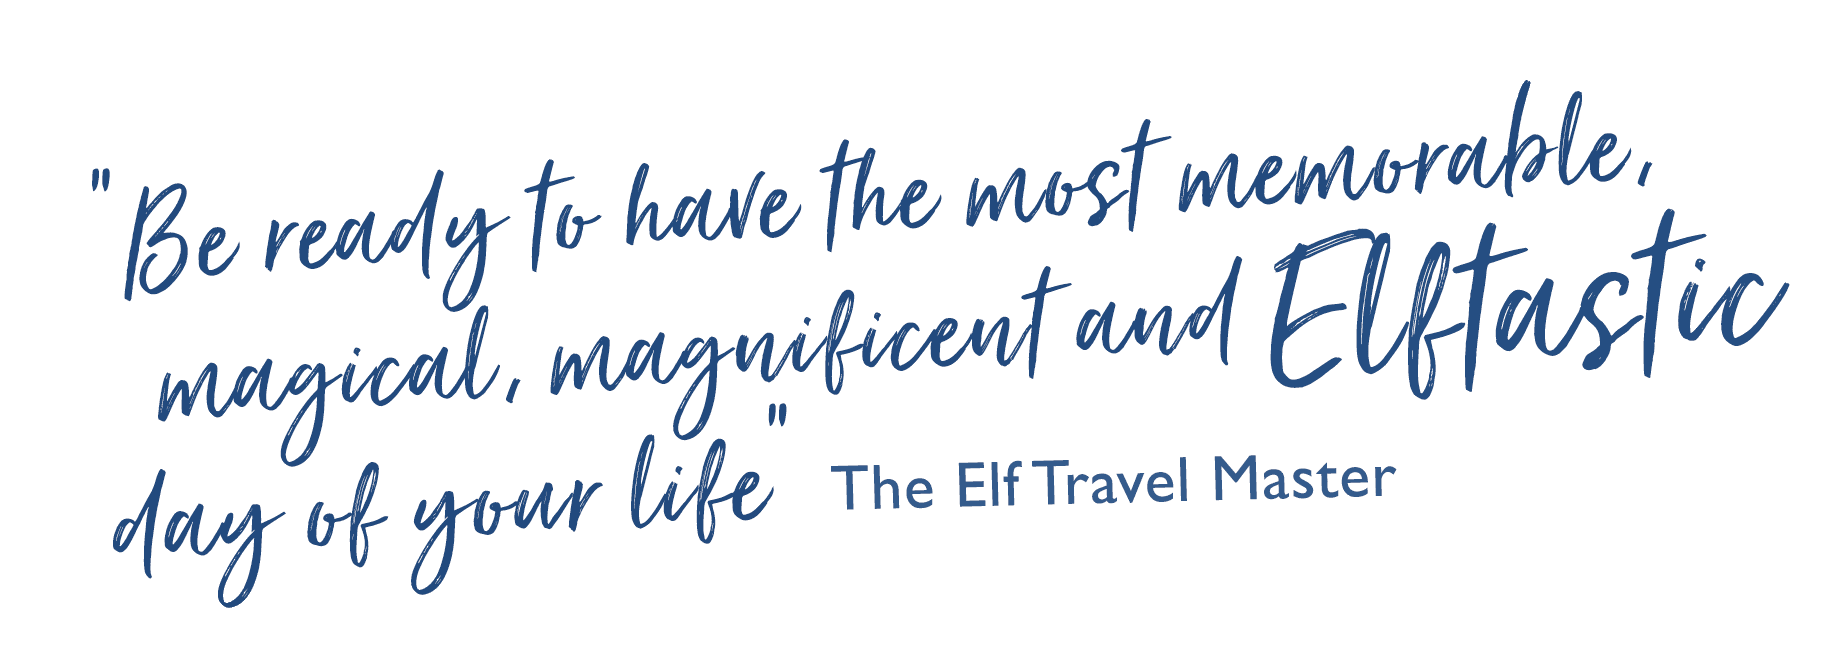 "Be ready to have the most memorable,
magical, magnificent and Elftastic
day of your life" The Elf Travel Master